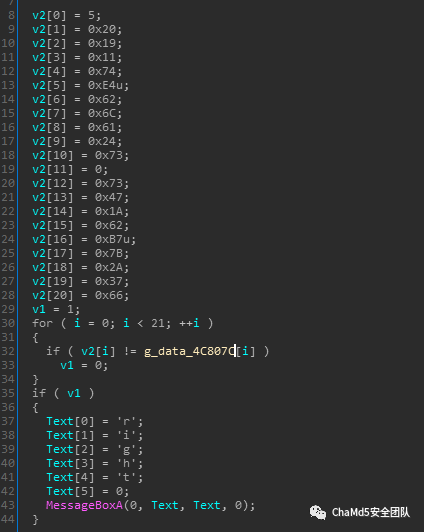 7
8 v2[0] = 5;
9 v2[1] = 0x20;
10 v2[2] = 0x19;
11 v2[3] = 0x11;
12 v2[4] = 0x74;
13 v2[5] = 0xE4u;
14 v2[6] = 0x62;
15 v2[7] = 0x6C;
16 v2[8] = 0x61;
17 v2[9] = 0x24;
18 v2[10] = 0x73;
19 v2[11] = 0;
20 v2[12] = 0x73;
21 v2[13] = 0x47;
22 v2[14] = 0x1A;
23 v2[15] = 0x62;
24 v2[16] = 0xB7u;
25 v2[17] = 0x7B;
26 v2[18] = 0x2A;
27 v2[19] = 0x37;
28 v2[20] = 0x66;
29 v1 = 1;
30 for ( i = 0; i < 21; ++i )
31 {
32 if ( v2[i] != g_data_4C807C[i] )
33 v1 = 0;
34 }
35 if ( v1 )
36 {
37 Text[0] = 'r';
38 Text[1] = 'i';
39 Text[2] = 'g';
40 Text[3] = 'h';
41 Text[4] = 't';
42 Text[5] = 0;
43 MessageBoxA(0, Text, Text, 0);
44 }
ChaMd5安全团队